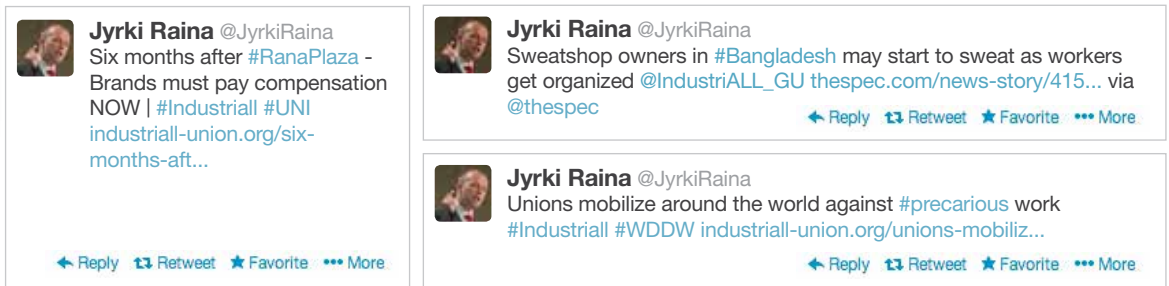 Jyrki Raina @JyrkiRaina
Six months after #RanaPlaza -
Brands must pay compensation
NOW | #Industriall #UNI
industriall-union.org/six-
months-aft...
Reply Retweet Favorite More
Jyrki Raina @JyrkiRaina
Sweatshop owners in #Bangladesh may start to sweat as workers
get organized @IndustriALL_GU thespec.com/news-story/415... via
@thespec
Reply Retweet Favorite More
Jyrki Raina @JyrkiRaina
Unions mobilize around the world against #precarious work
#Industriall #WDDW industriall-union.org/unions-mobiliz...
Reply Retweet Favorite More